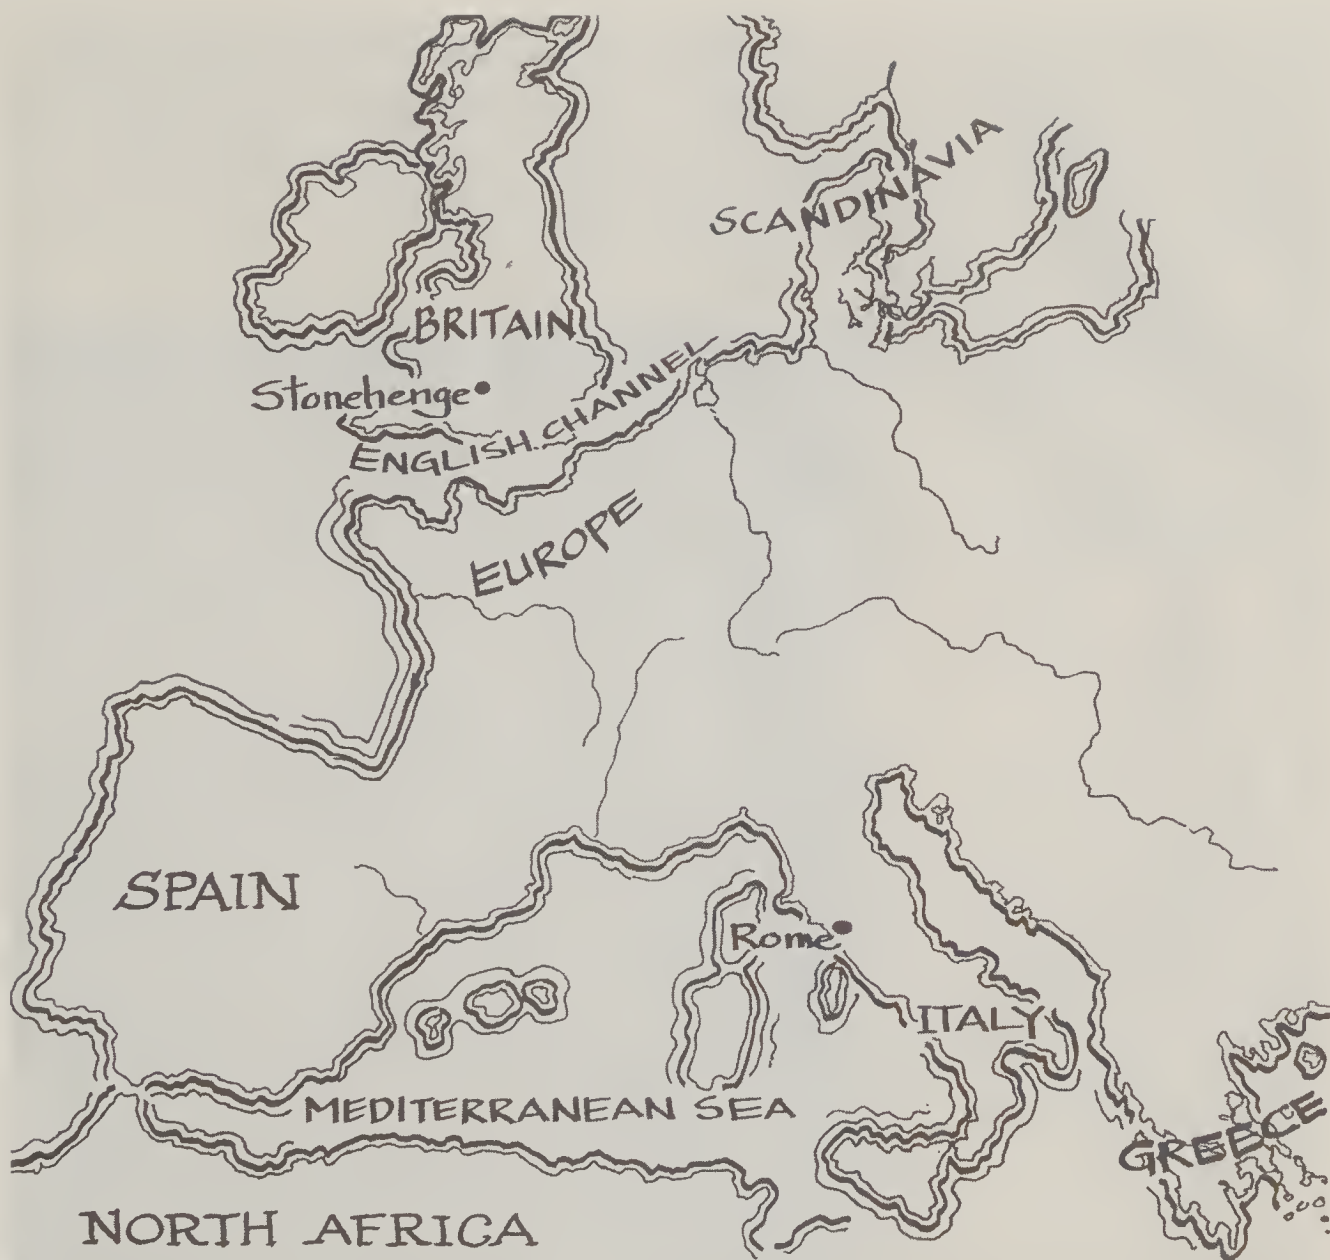 SCANDINAVIA
BRITAIN
Stonehenge
ENGLISH CHANNEL
EUROPE
SPAIN
Rome
ITALY
MEDITERRANEAN SEA
GREECE
NORTH AFRICA